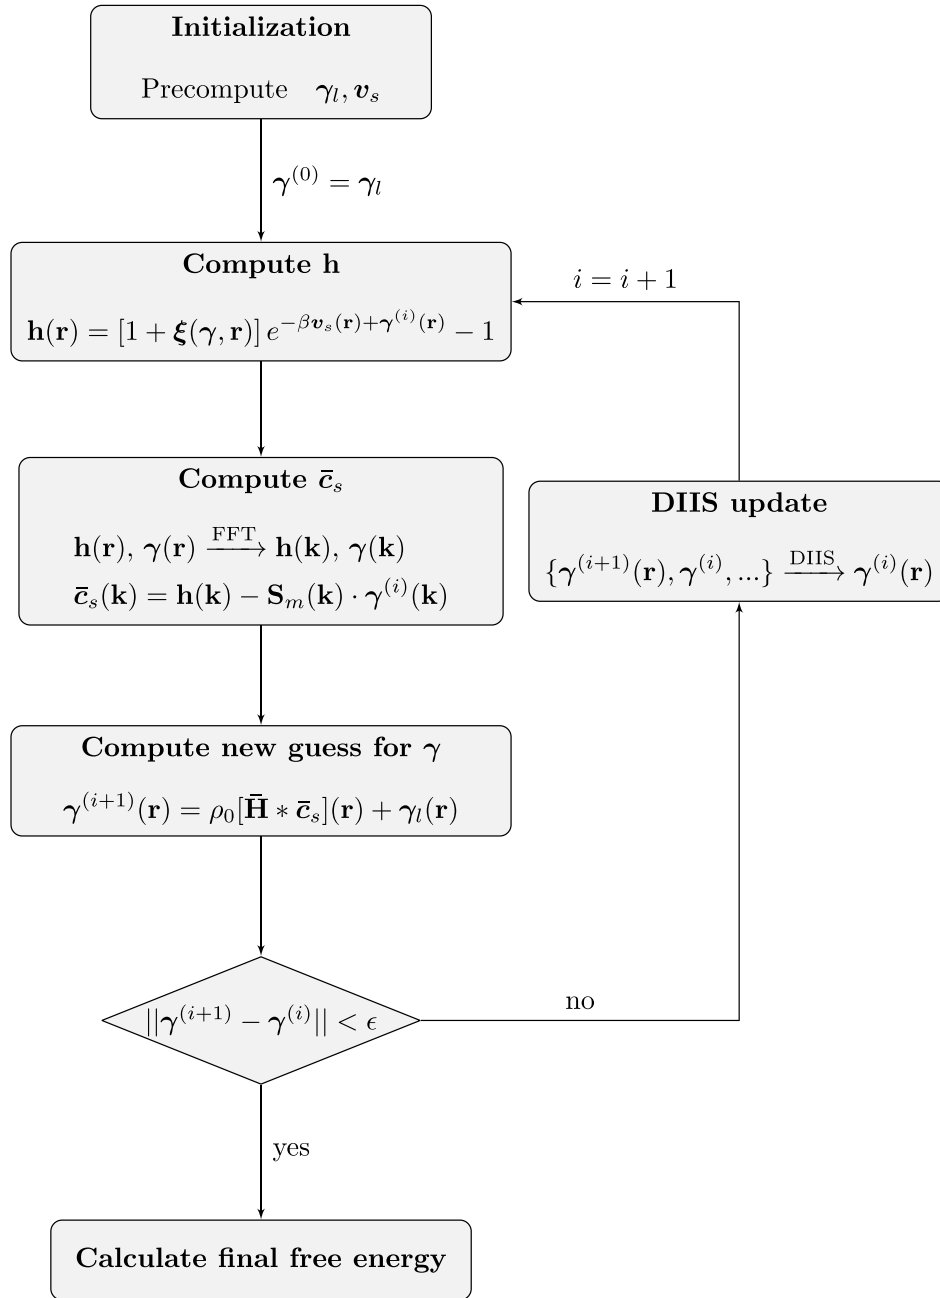 Initialization
Precompute γ_l, v_s
γ^(0) = γ_l
Compute h
h(r) = [1 + ξ(γ, r)] e^{−βv_s(r)+γ^(i)(r)} − 1
i = i + 1
Compute c̄_s
h(r), γ(r) —FFT→ h(k), γ(k)
c̄_s(k) = h(k) − S_m(k) · γ^(i)(k)
DIIS update
{γ^(i+1)(r), γ^(i), ...} —DIIS→ γ^(i)(r)
Compute new guess for γ
γ^(i+1)(r) = ρ_0[H̄ ∗ c̄_s](r) + γ_l(r)
||γ^(i+1) − γ^(i)|| < ϵ
no
yes
Calculate final free energy